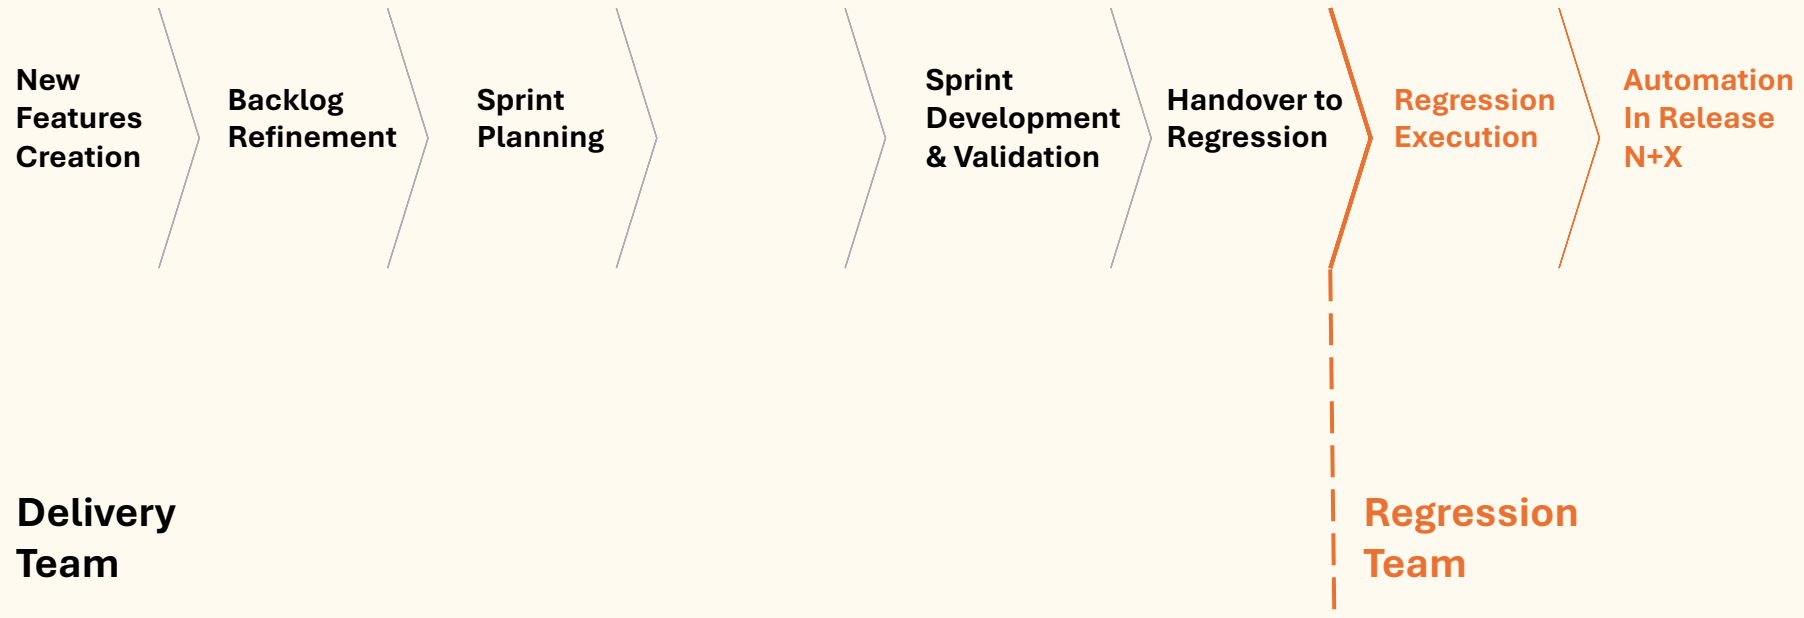 New
Features
Creation
Backlog
Refinement
Sprint
Planning
Sprint
Development
& Validation
Handover to
Regression
Regression
Execution
Automation
In Release
N+X
Delivery
Team
Regression
Team